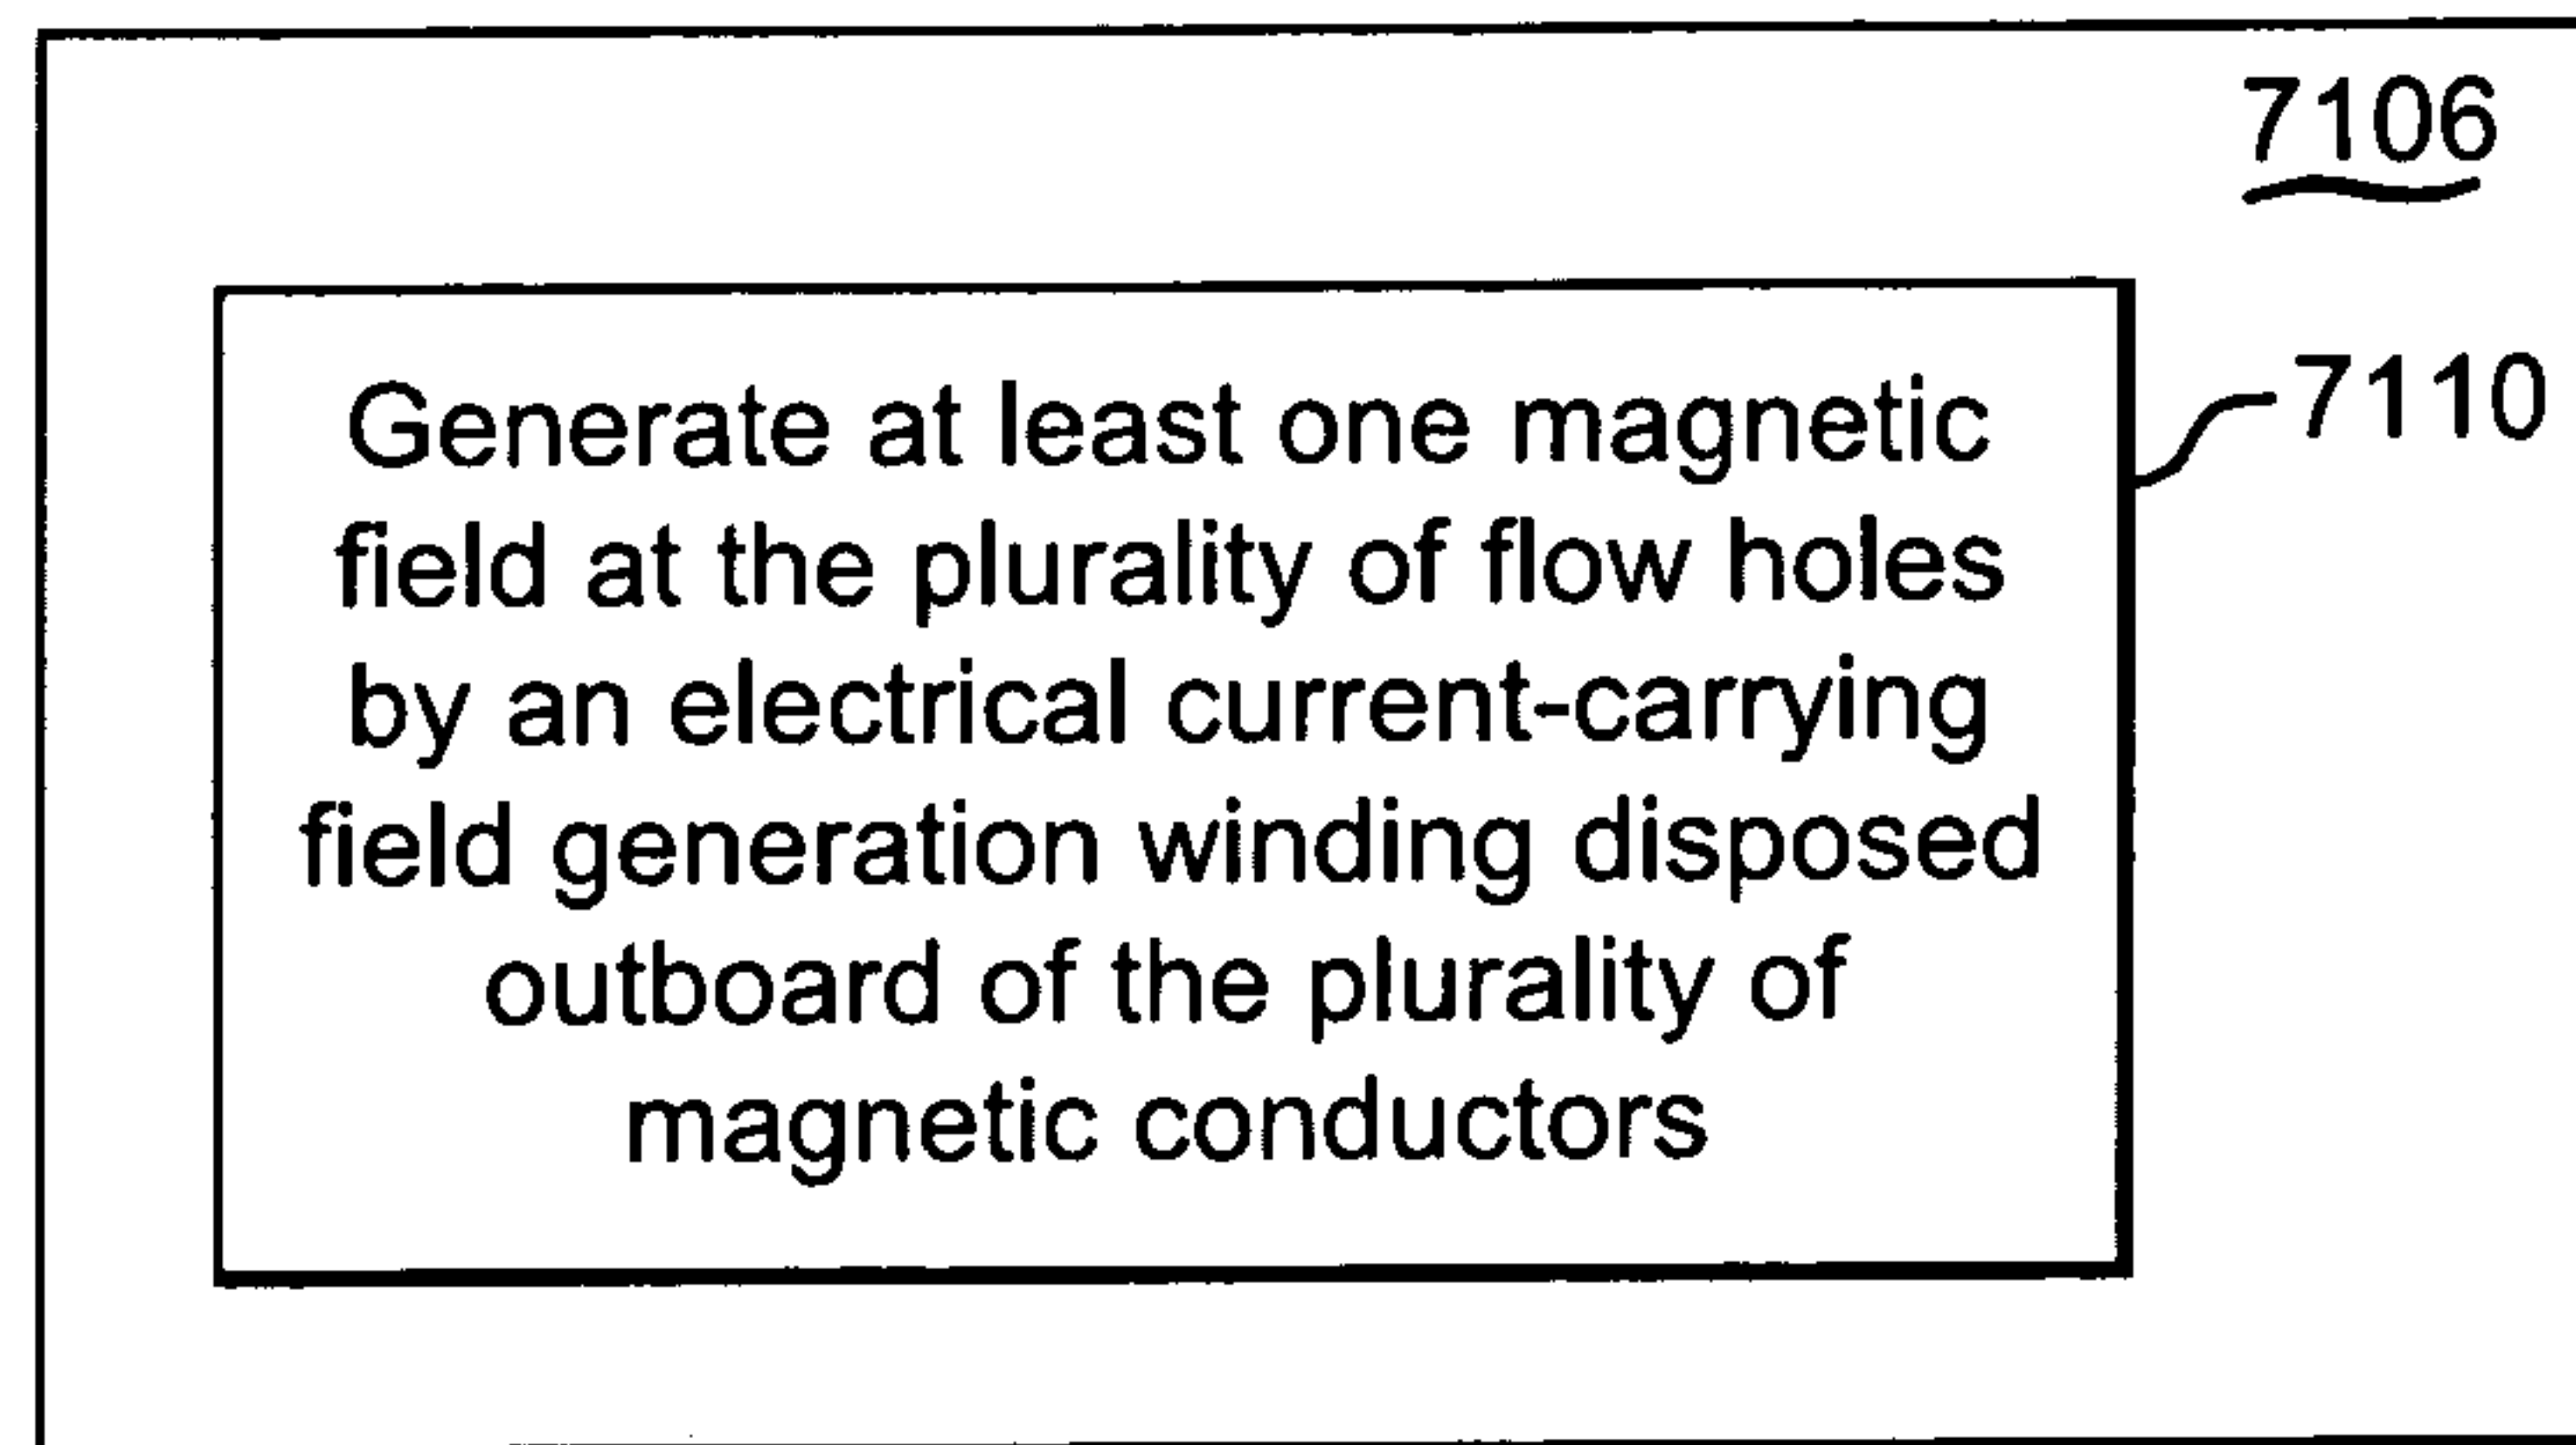 7106
Generate at least one magnetic
7110
field at the plurality of flow holes
by an electrical current-carrying
field generation winding disposed
outboard of the plurality of
magnetic conductors